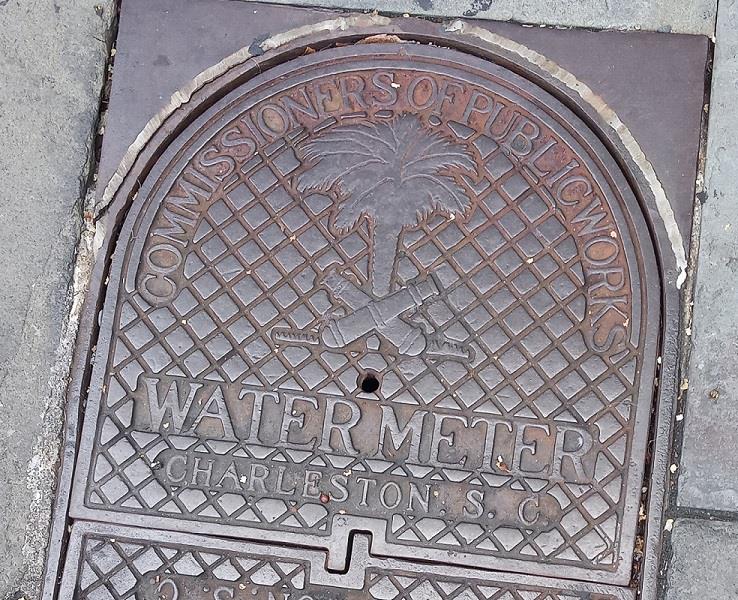 COMMISSIONERS OF PUBLIC WORKS
WATER METER
CHARLESTON. S. C